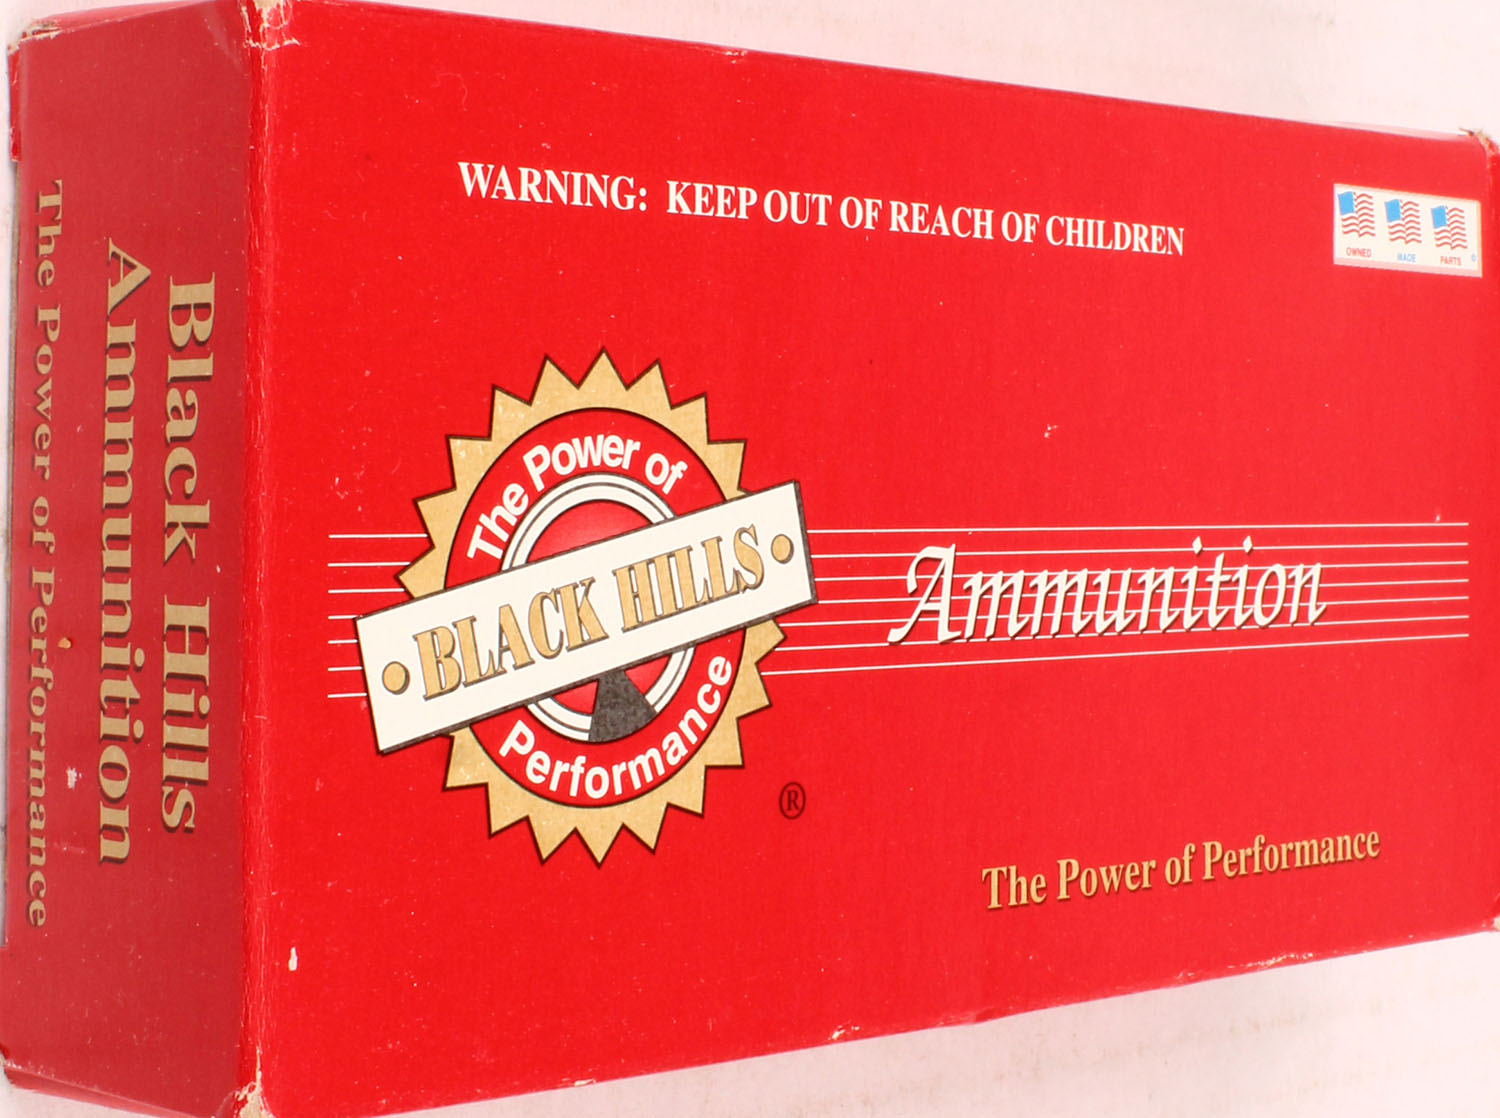 WARNING: KEEP OUT OF REACH OF CHILDREN
OWNED MADE PARTS
The Power of
BLACK HILLS
Performance
®
Ammunition
The Power of Performance
Black Hills
Ammunition
The Power of Performance